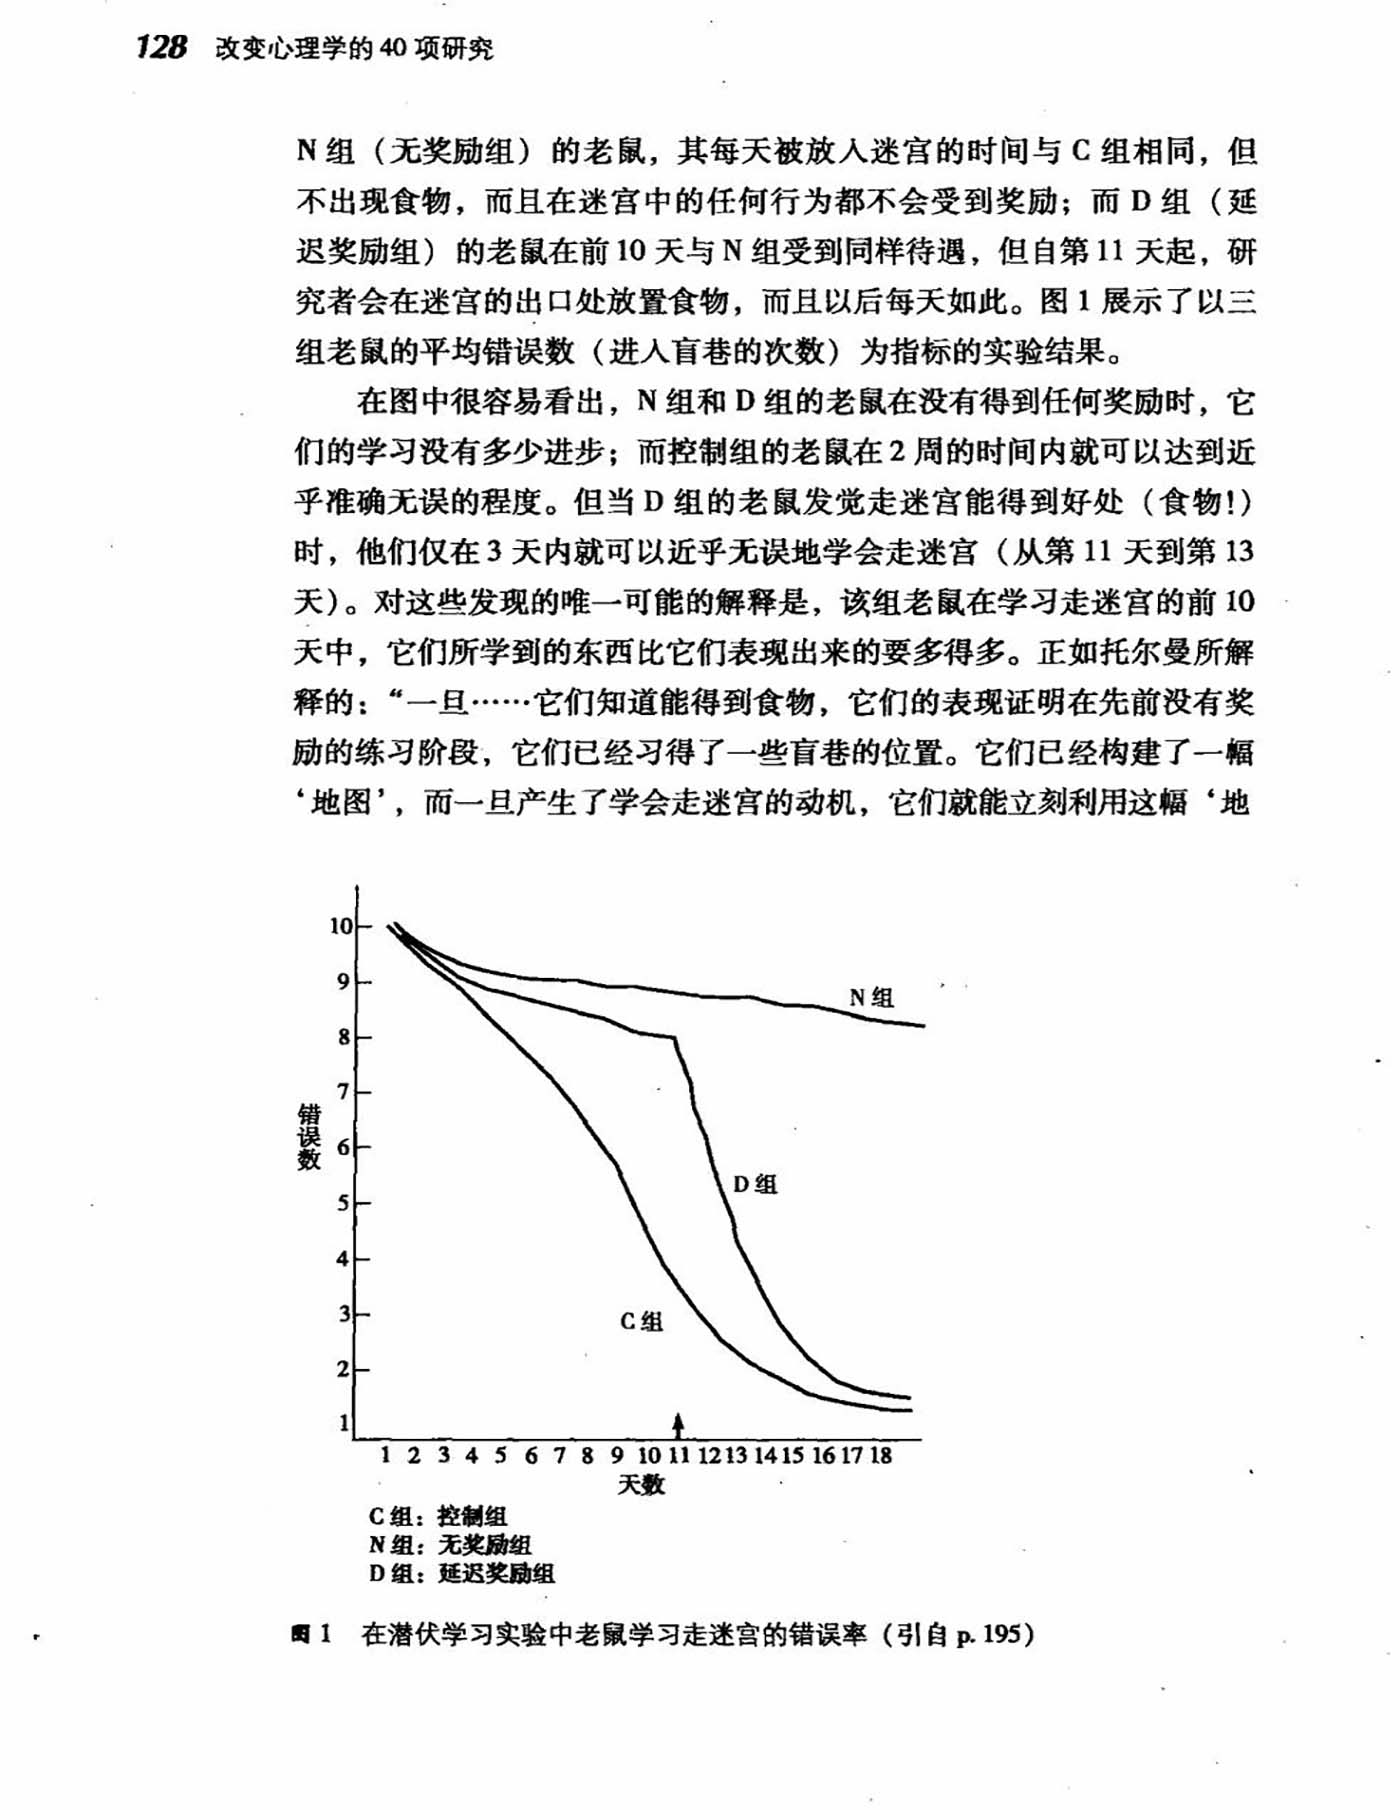 128 改变心理学的 40 项研究
N 组（无奖励组）的老鼠，其每天被放入迷宫的时间与 C 组相同，但
不出现食物，而且在迷宫中的任何行为都不会受到奖励；而 D 组（延
迟奖励组）的老鼠在前 10 天与 N 组受到同样待遇，但自第 11 天起，研
究者会在迷宫的出口处放置食物，而且以后每天如此。图 1 展示了以三
组老鼠的平均错误数（进入盲巷的次数）为指标的实验结果。
在图中很容易看出，N 组和 D 组的老鼠在没有得到任何奖励时，它
们的学习没有多少进步；而控制组的老鼠在 2 周的时间内就可以达到近
乎准确无误的程度。但当 D 组的老鼠发觉走迷宫能得到好处（食物！）
时，他们仅在 3 天内就可以近乎无误地学会走迷宫（从第 11 天到第 13
天）。对这些发现的唯一可能的解释是，该组老鼠在学习走迷宫的前 10
天中，它们所学到的东西比它们表现出来的要多得多。正如托尔曼所解
释的：“一旦……它们知道能得到食物，它们的表现证明在先前没有奖
励的练习阶段，它们已经习得了一些盲巷的位置。它们已经构建了一幅
‘地图’，而一旦产生了学会走迷宫的动机，它们就能立刻利用这幅‘地
10
9
8
7
6
5
4
3
2
1
错误数
N 组
D 组
C 组
1 2 3 4 5 6 7 8 9 10 11 12 13 14 15 16 17 18
天数
C 组：控制组
N 组：无奖励组
D 组：延迟奖励组
图 1 在潜伏学习实验中老鼠学习走迷宫的错误率（引自 p. 195）